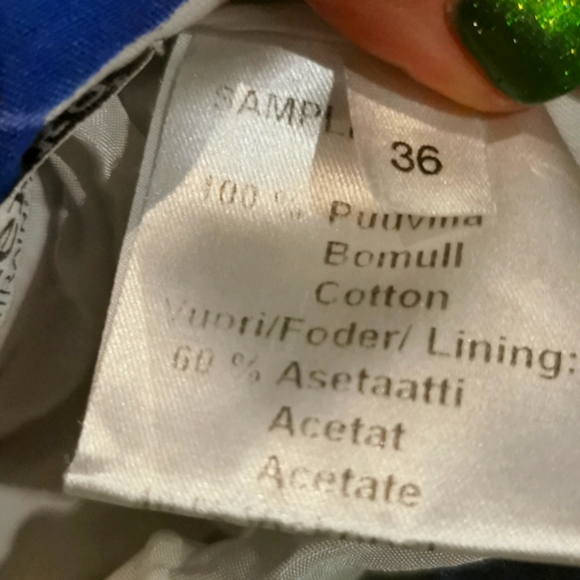 SAMPL
36
100 % Puuvilla
Bomull
Cotton
Vuori/Foder/ Lining:
60 % Asetaatti
Acetat
Acetate